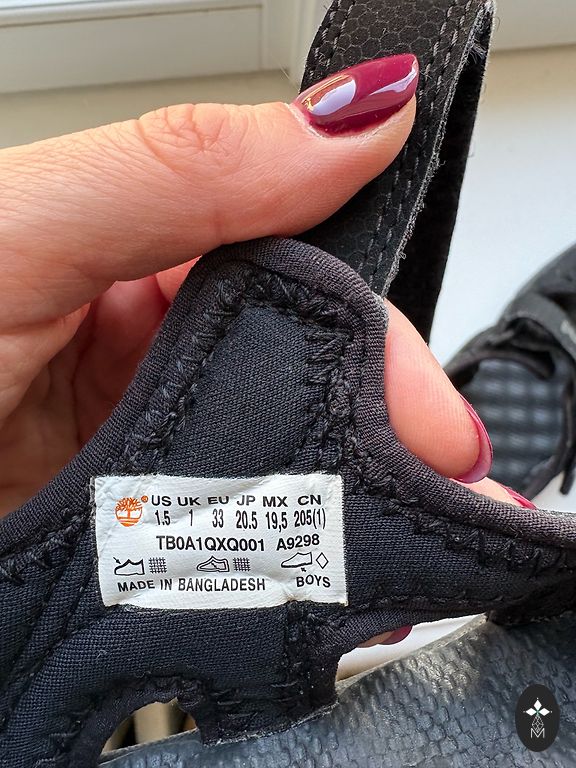 ® US UK EU JP MX CN
1.5 1 33 20.5 19,5 205(1)
TB0A1QXQ001 A9298
MADE IN BANGLADESH BOYS
M